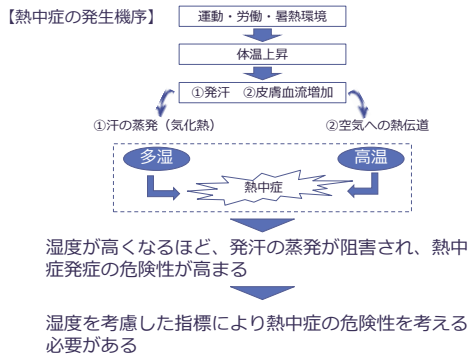 【熱中症の発生機序】
運動・労働・暑熱環境
体温上昇
①発汗　②皮膚血流増加
①汗の蒸発（気化熱）
②空気への熱伝道
多湿
高温
熱中症
湿度が高くなるほど、発汗の蒸発が阻害され、熱中
症発症の危険性が高まる
湿度を考慮した指標により熱中症の危険性を考える
必要がある